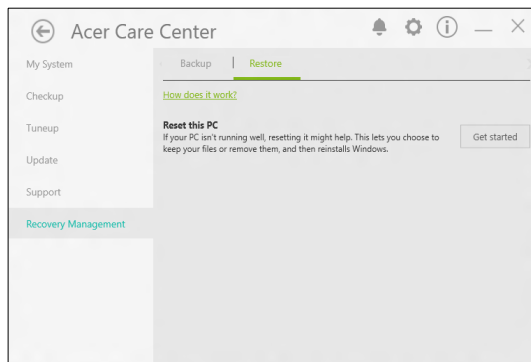 Acer Care Center
My System
Checkup
Tuneup
Update
Support
Recovery Management
Backup
Restore
How does it work?
Reset this PC
If your PC isn't running well, resetting it might help. This lets you choose to
keep your files or remove them, and then reinstalls Windows.
Get started